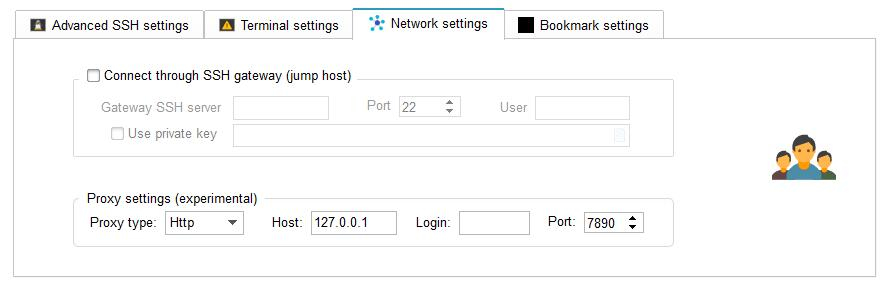 Advanced SSH settings Terminal settings Network settings Bookmark settings
Connect through SSH gateway (jump host)
Gateway SSH server Port 22 User
Use private key
Proxy settings (experimental)
Proxy type: Http Host: 127.0.0.1 Login: Port: 7890